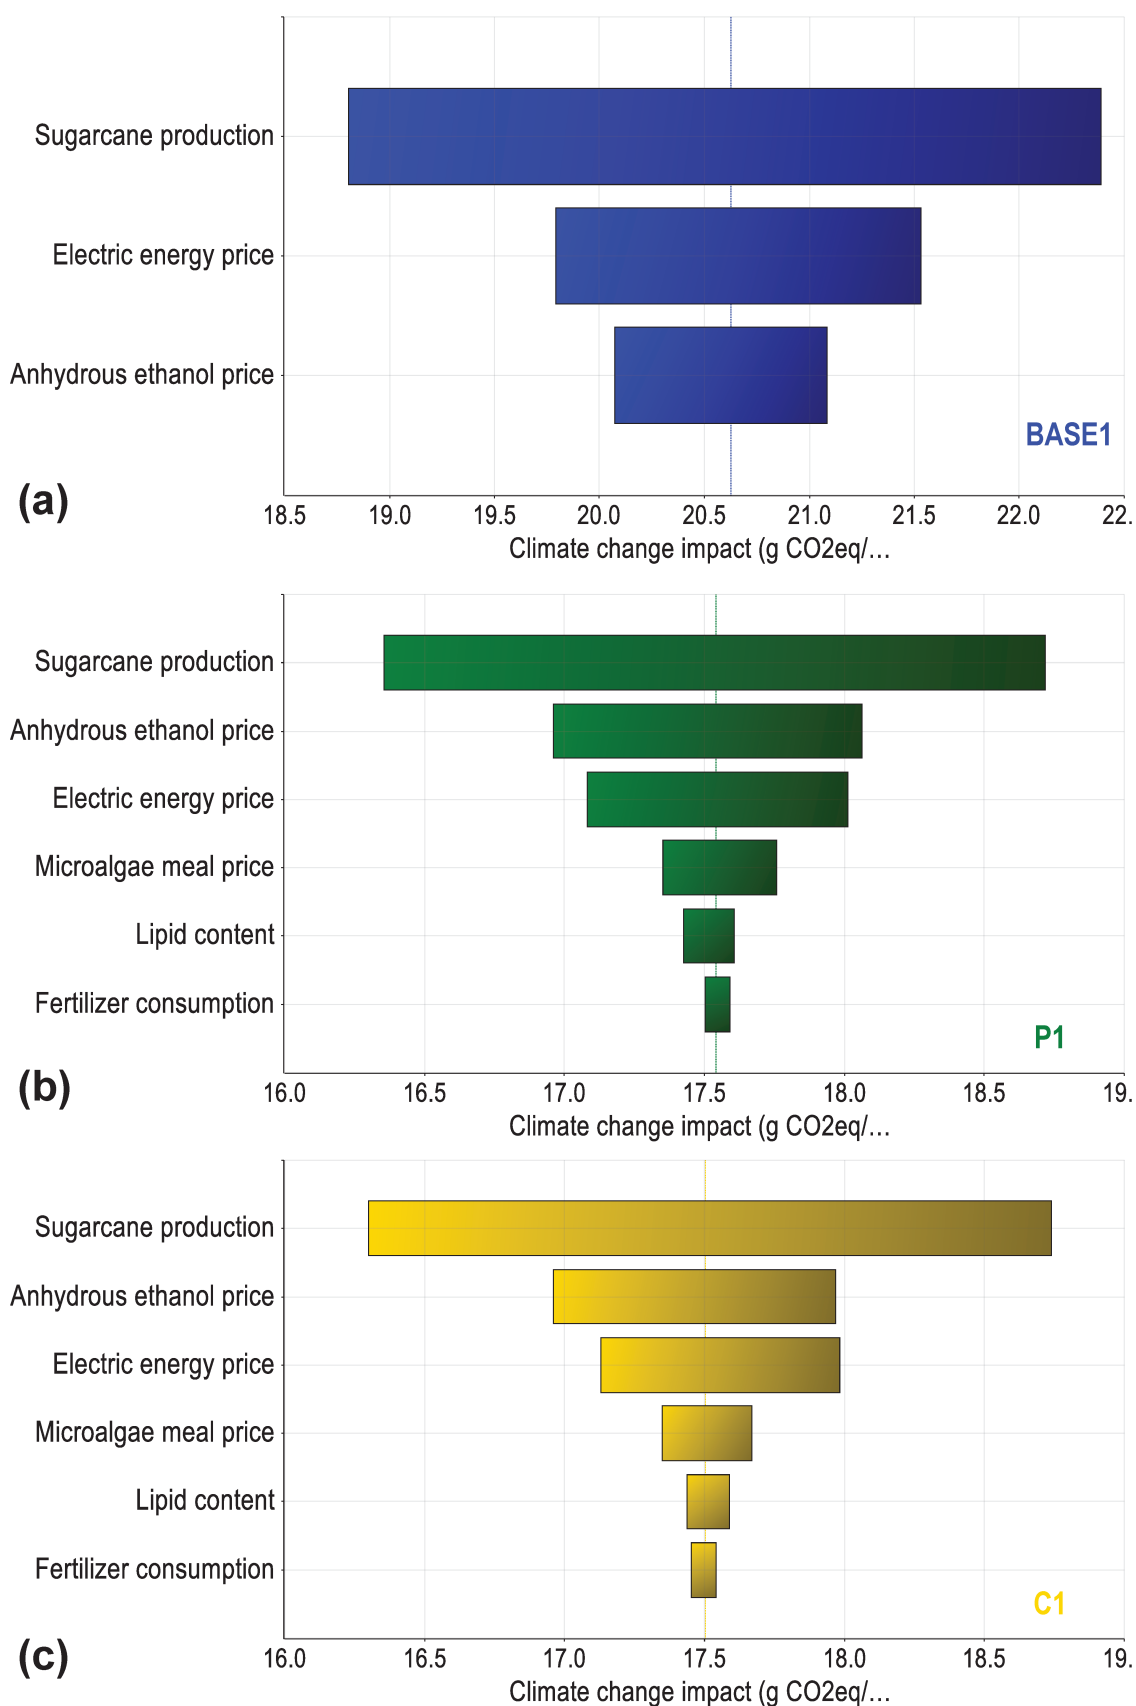 Sugarcane production
Electric energy price
Anhydrous ethanol price
BASE1
(a)
18.5 19.0 19.5 20.0 20.5 21.0 21.5 22.0 22.
Climate change impact (g CO2eq/…
Sugarcane production
Anhydrous ethanol price
Electric energy price
Microalgae meal price
Lipid content
Fertilizer consumption
P1
(b)
16.0 16.5 17.0 17.5 18.0 18.5 19.
Climate change impact (g CO2eq/…
Sugarcane production
Anhydrous ethanol price
Electric energy price
Microalgae meal price
Lipid content
Fertilizer consumption
C1
(c)
16.0 16.5 17.0 17.5 18.0 18.5 19.
Climate change impact (g CO2eq/…